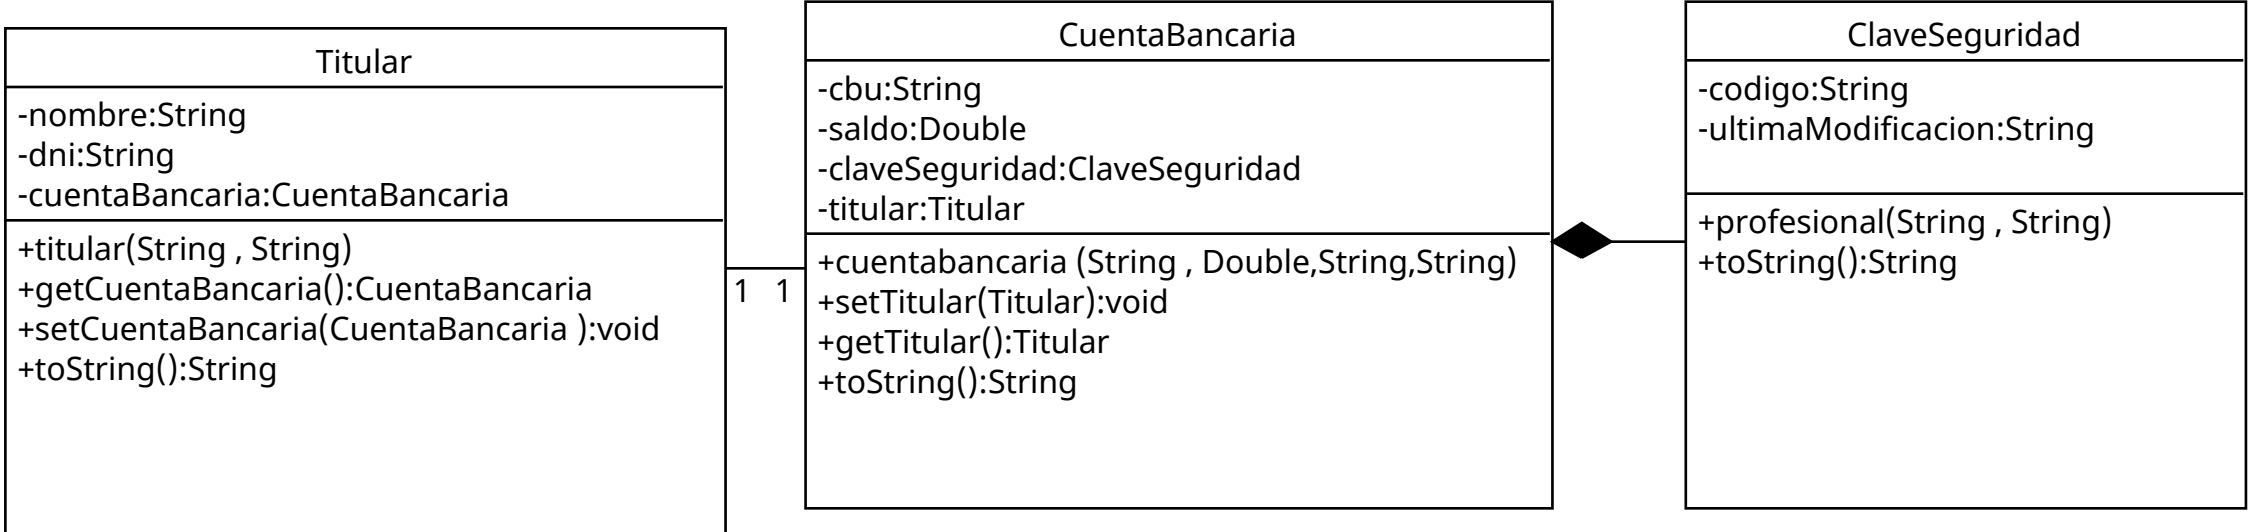 Titular
-nombre:String
-dni:String
-cuentaBancaria:CuentaBancaria
+titular(String , String)
+getCuentaBancaria():CuentaBancaria
+setCuentaBancaria(CuentaBancaria ):void
+toString():String
1 1
CuentaBancaria
-cbu:String
-saldo:Double
-claveSeguridad:ClaveSeguridad
-titular:Titular
+cuentabancaria (String , Double,String,String)
+setTitular(Titular):void
+getTitular():Titular
+toString():String
ClaveSeguridad
-codigo:String
-ultimaModificacion:String
+profesional(String , String)
+toString():String